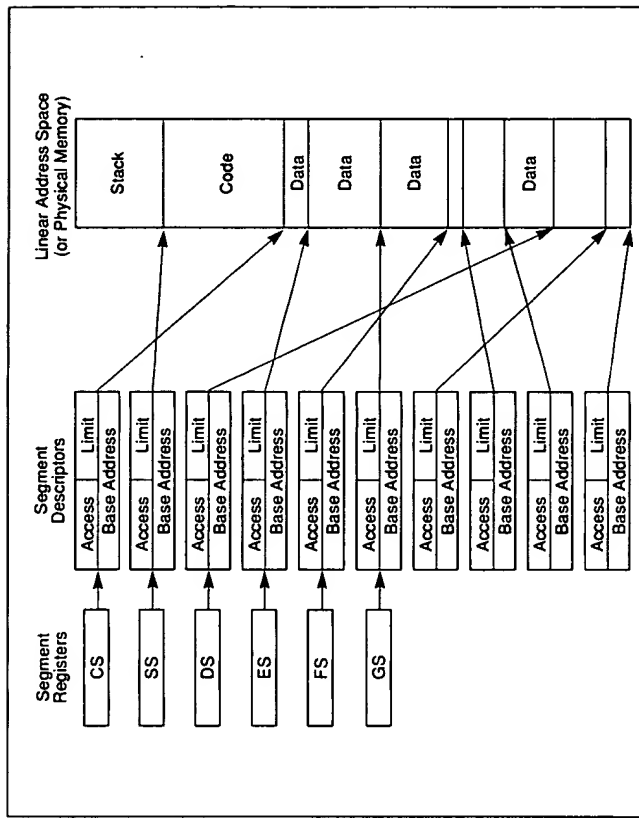 Segment
Registers
Segment
Descriptors
Linear Address Space
(or Physical Memory)
CS
SS
DS
ES
FS
GS
Access
Limit
Base Address
Access
Limit
Base Address
Access
Limit
Base Address
Access
Limit
Base Address
Access
Limit
Base Address
Access
Limit
Base Address
Access
Limit
Base Address
Access
Limit
Base Address
Access
Limit
Base Address
Access
Limit
Base Address
Stack
Code
Data
Data
Data
Data